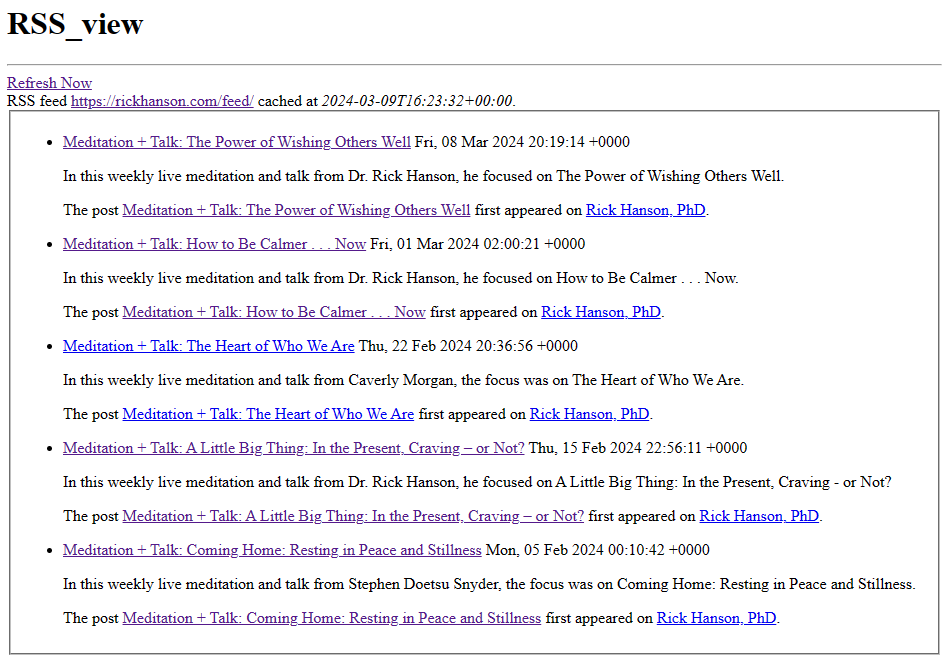 RSS_view
Refresh Now
RSS feed https://rickhanson.com/feed/ cached at 2024-03-09T16:23:32+00:00.
Meditation + Talk: The Power of Wishing Others Well Fri, 08 Mar 2024 20:19:14 +0000
In this weekly live meditation and talk from Dr. Rick Hanson, he focused on The Power of Wishing Others Well.
The post Meditation + Talk: The Power of Wishing Others Well first appeared on Rick Hanson, PhD.
Meditation + Talk: How to Be Calmer . . . Now Fri, 01 Mar 2024 02:00:21 +0000
In this weekly live meditation and talk from Dr. Rick Hanson, he focused on How to Be Calmer . . . Now.
The post Meditation + Talk: How to Be Calmer . . . Now first appeared on Rick Hanson, PhD.
Meditation + Talk: The Heart of Who We Are Thu, 22 Feb 2024 20:36:56 +0000
In this weekly live meditation and talk from Caverly Morgan, the focus was on The Heart of Who We Are.
The post Meditation + Talk: The Heart of Who We Are first appeared on Rick Hanson, PhD.
Meditation + Talk: A Little Big Thing: In the Present, Craving – or Not? Thu, 15 Feb 2024 22:56:11 +0000
In this weekly live meditation and talk from Dr. Rick Hanson, he focused on A Little Big Thing: In the Present, Craving - or Not?
The post Meditation + Talk: A Little Big Thing: In the Present, Craving – or Not? first appeared on Rick Hanson, PhD.
Meditation + Talk: Coming Home: Resting in Peace and Stillness Mon, 05 Feb 2024 00:10:42 +0000
In this weekly live meditation and talk from Stephen Doetsu Snyder, the focus was on Coming Home: Resting in Peace and Stillness.
The post Meditation + Talk: Coming Home: Resting in Peace and Stillness first appeared on Rick Hanson, PhD.